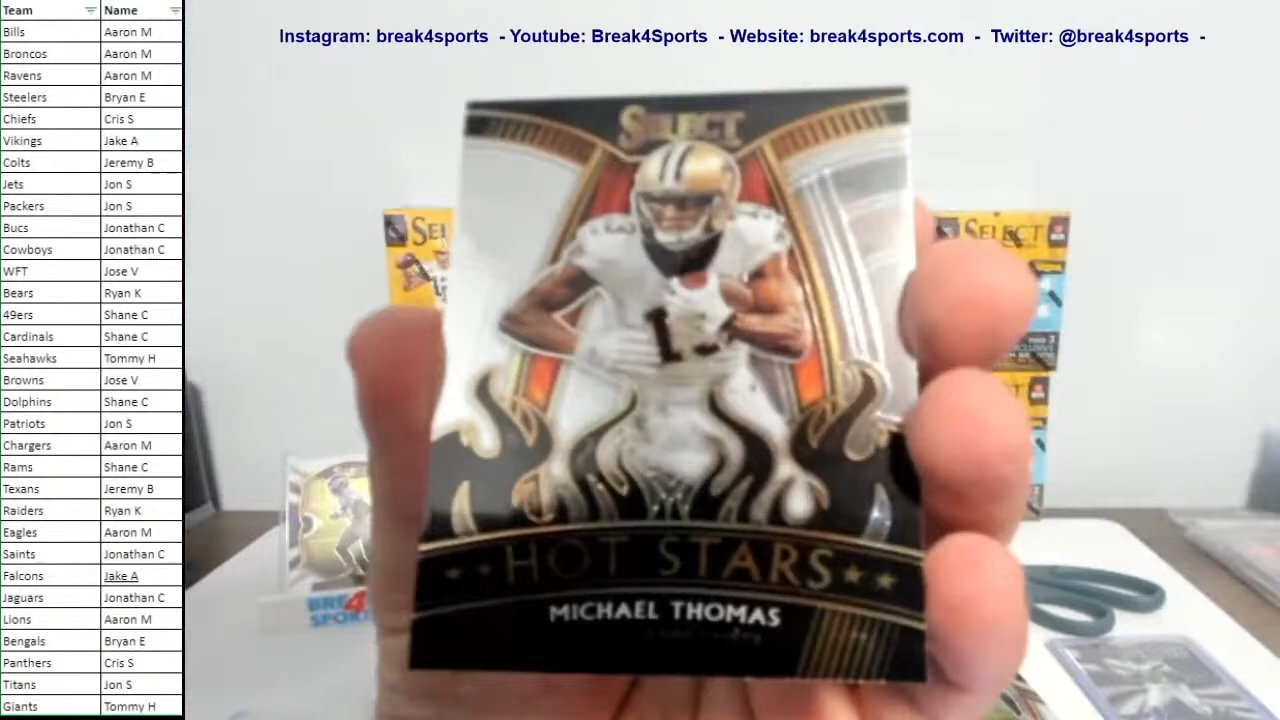 Team Name
Bills Aaron M
Broncos Aaron M
Ravens Aaron M
Steelers Bryan E
Chiefs Cris S
Vikings Jake A
Colts Jeremy B
Jets Jon S
Packers Jon S
Bucs Jonathan C
Cowboys Jonathan C
WFT Jose V
Bears Ryan K
49ers Shane C
Cardinals Shane C
Seahawks Tommy H
Browns Jose V
Dolphins Shane C
Patriots Jon S
Chargers Aaron M
Rams Shane C
Texans Jeremy B
Raiders Ryan K
Eagles Aaron M
Saints Jonathan C
Falcons Jake A
Jaguars Jonathan C
Lions Aaron M
Bengals Bryan E
Panthers Cris S
Titans Jon S
Giants Tommy H
Instagram: break4sports - Youtube: Break4Sports - Website: break4sports.com - Twitter: @break4sports -
SELECT
SELECT
13
HOT STARS
MICHAEL THOMAS